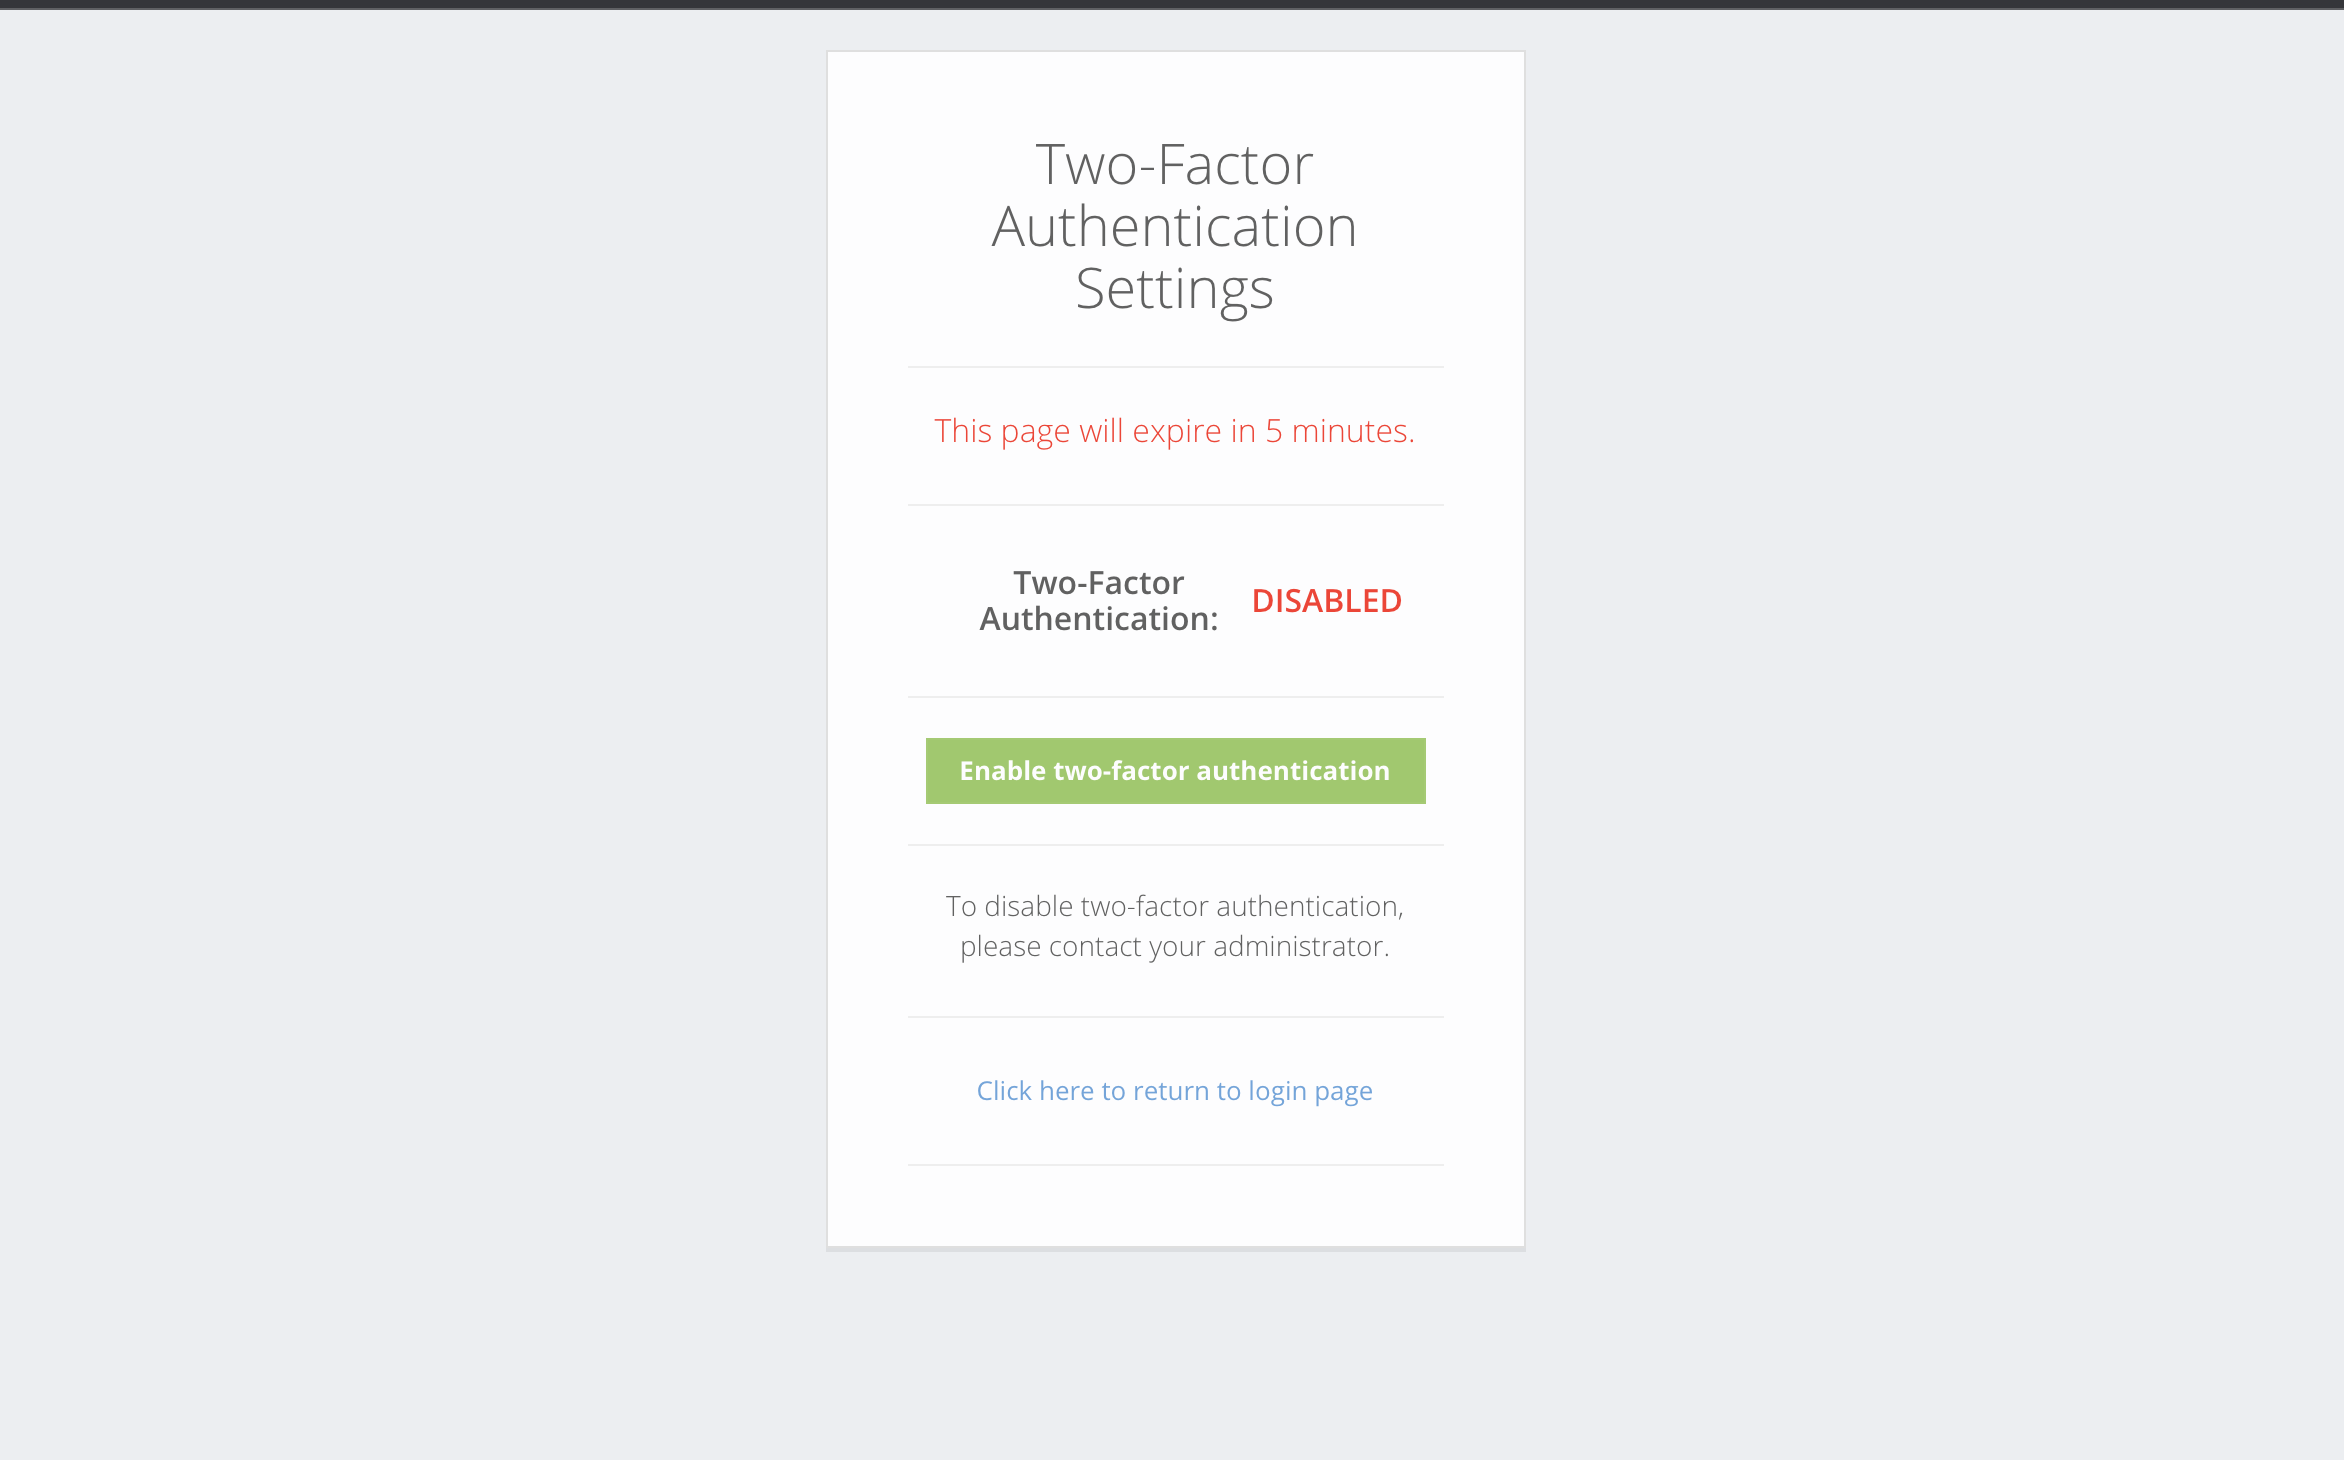 Two-Factor
Authentication
Settings
This page will expire in 5 minutes.
Two-Factor
Authentication:
DISABLED
Enable two-factor authentication
To disable two-factor authentication,
please contact your administrator.
Click here to return to login page